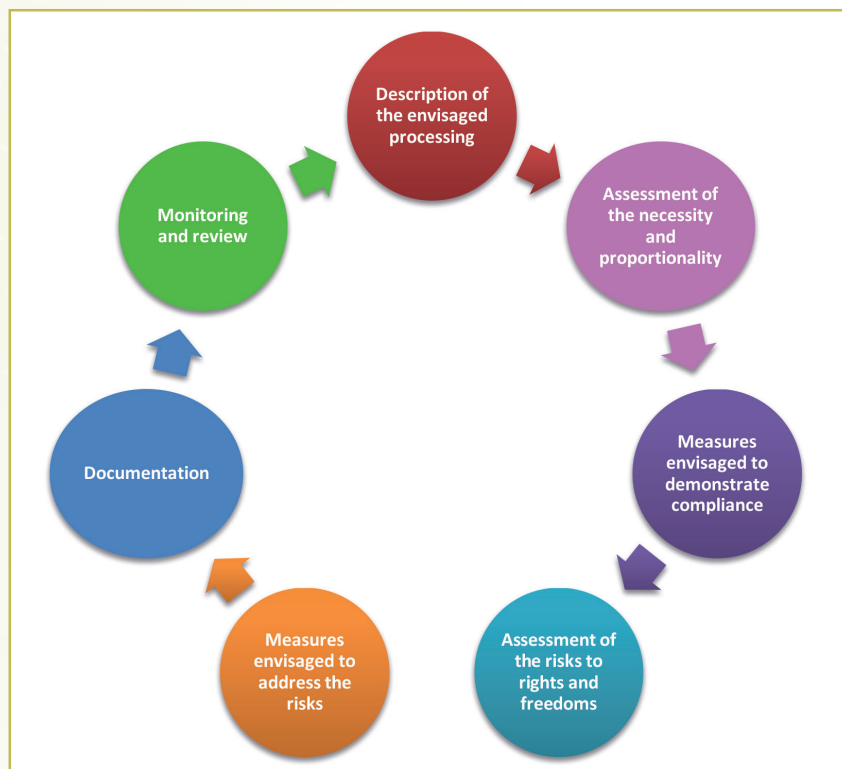 Description of
the envisaged
processing
Assessment of
the necessity
and
proportionality
Measures
envisaged to
demonstrate
compliance
Assessment of
the risks to
rights and
freedoms
Measures
envisaged to
address the
risks
Documentation
Monitoring
and review